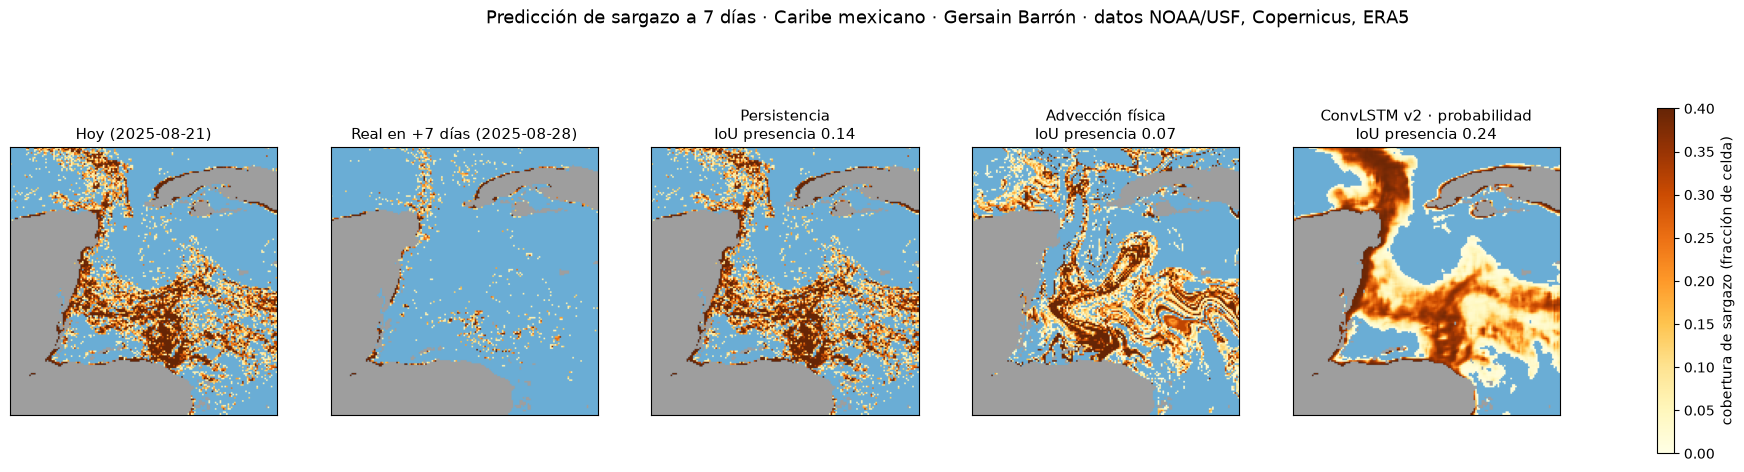 Predicción de sargazo a 7 días · Caribe mexicano · Gersain Barrón · datos NOAA/USF, Copernicus, ERA5
Hoy (2025-08-21)
Real en +7 días (2025-08-28)
Persistencia
IoU presencia 0.14
Advección física
IoU presencia 0.07
ConvLSTM v2 · probabilidad
IoU presencia 0.24
0.40
0.35
0.30
0.25
0.20
0.15
0.10
0.05
0.00
cobertura de sargazo (fracción de celda)